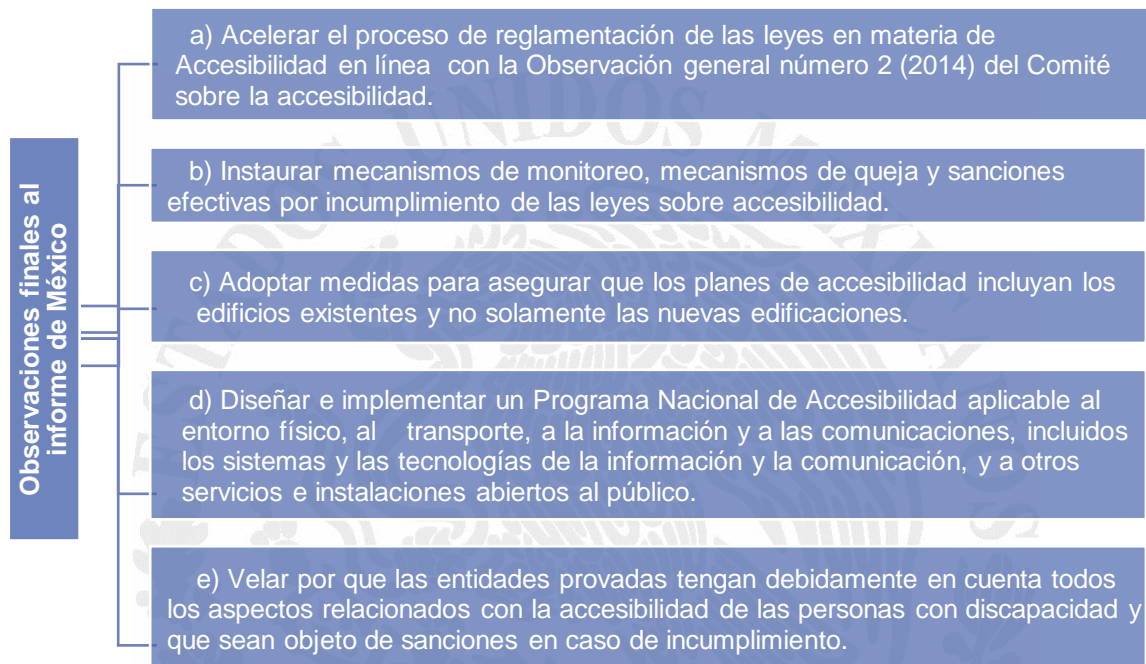 Observaciones finales al
informe de México
a) Acelerar el proceso de reglamentación de las leyes en materia de
Accesibilidad en línea con la Observación general número 2 (2014) del Comité
sobre la accesibilidad.
b) Instaurar mecanismos de monitoreo, mecanismos de queja y sanciones
efectivas por incumplimiento de las leyes sobre accesibilidad.
c) Adoptar medidas para asegurar que los planes de accesibilidad incluyan los
edificios existentes y no solamente las nuevas edificaciones.
d) Diseñar e implementar un Programa Nacional de Accesibilidad aplicable al
entorno físico, al transporte, a la información y a las comunicaciones, incluidos
los sistemas y las tecnologías de la información y la comunicación, y a otros
servicios e instalaciones abiertos al público.
e) Velar por que las entidades provadas tengan debidamente en cuenta todos
los aspectos relacionados con la accesibilidad de las personas con discapacidad y
que sean objeto de sanciones en caso de incumplimiento.
ESTADOS UNIDOS MEXICANOS